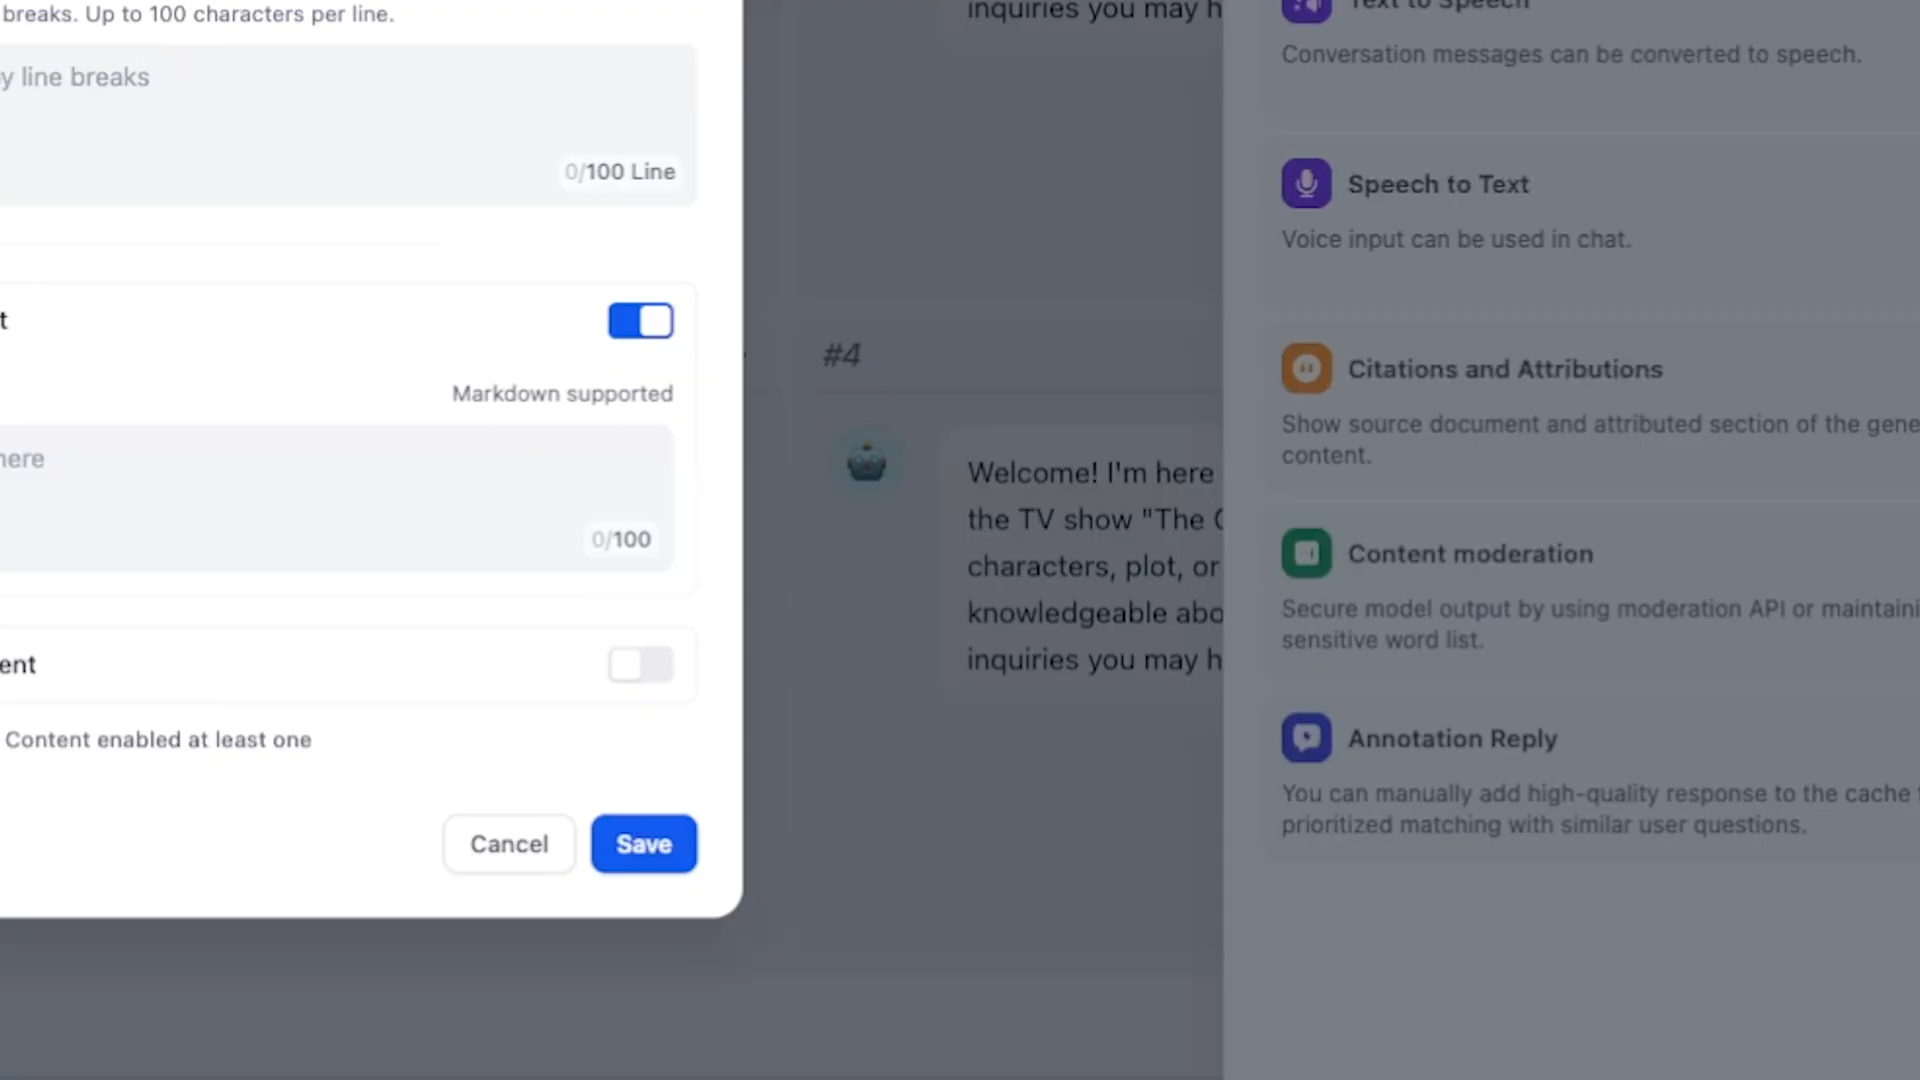 breaks. Up to 100 characters per line.
by line breaks
0/100 Line
t
Markdown supported
here
0/100
ent
Content enabled at least one
Cancel
Save
inquiries you may h
#4
Welcome! I'm here
the TV show "The
characters, plot, or
knowledgeable abo
inquiries you may h
Text to Speech
Conversation messages can be converted to speech.
Speech to Text
Voice input can be used in chat.
Citations and Attributions
Show source document and attributed section of the gene
content.
Content moderation
Secure model output by using moderation API or maintaini
sensitive word list.
Annotation Reply
You can manually add high-quality response to the cache
prioritized matching with similar user questions.